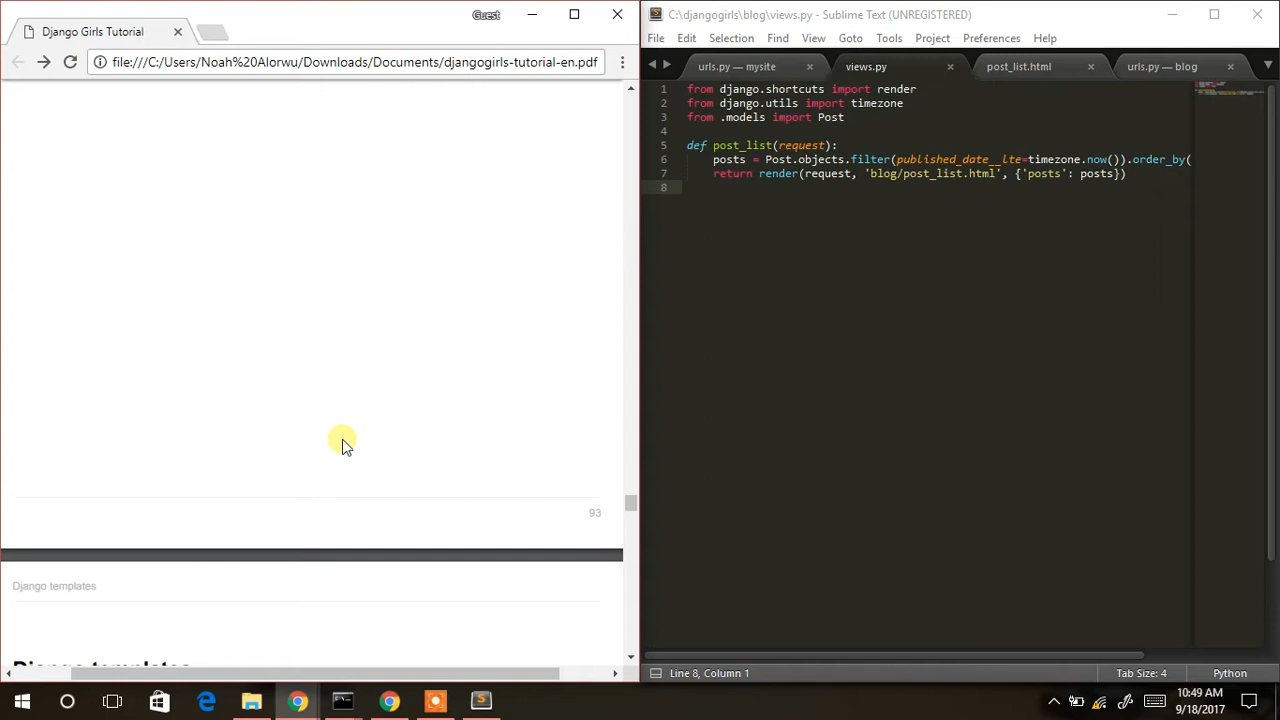 Guest
Django Girls Tutorial
file:///C:/Users/Noah%20Alorwu/Downloads/Documents/djangogirls-tutorial-en.pdf
93
Django templates
Django templates
C:\djangogirls\blog\views.py - Sublime Text (UNREGISTERED)
File Edit Selection Find View Goto Tools Project Preferences Help
urls.py — mysite views.py post_list.html urls.py — blog
1 from django.shortcuts import render
2 from django.utils import timezone
3 from .models import Post
4
5 def post_list(request):
6 posts = Post.objects.filter(published_date__lte=timezone.now()).order_by(
7 return render(request, 'blog/post_list.html', {'posts': posts})
8
Line 8, Column 1 Tab Size: 4 Python
10:49 AM
9/18/2017